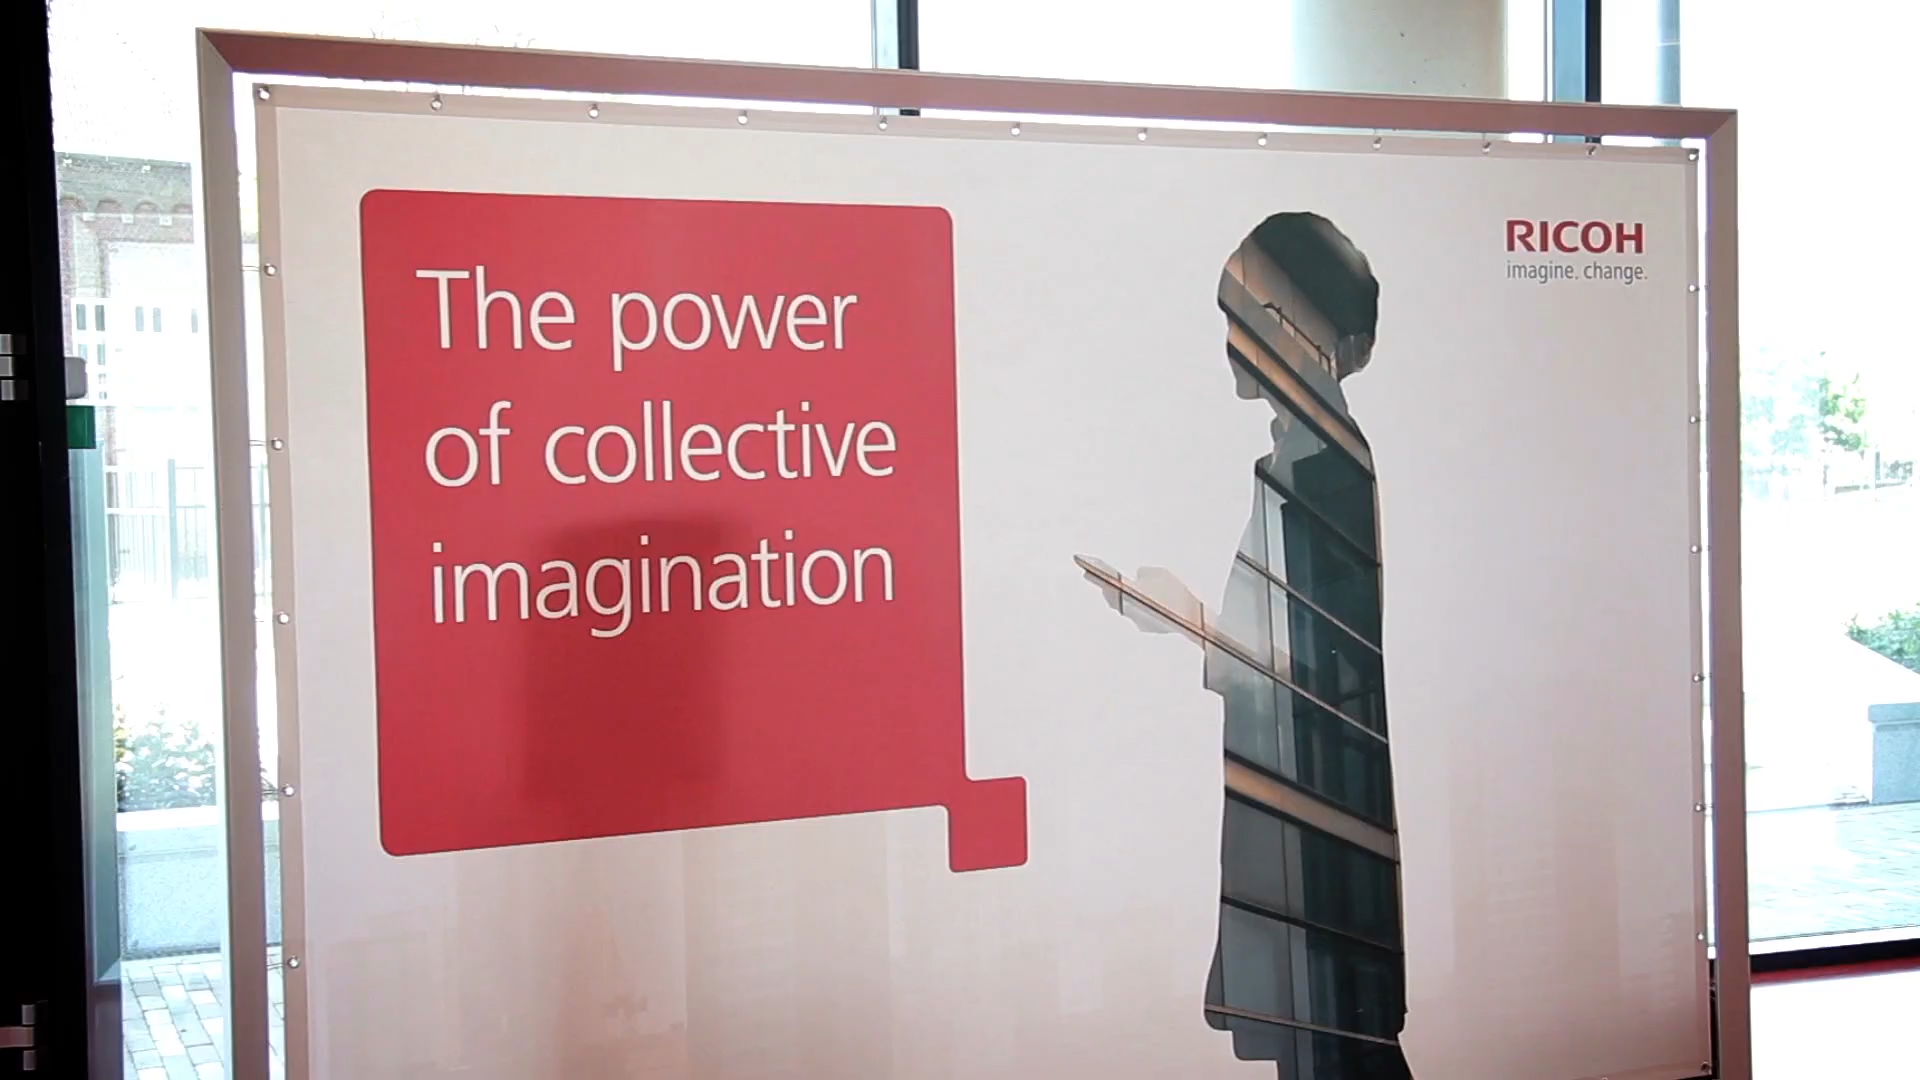 The power
of collective
imagination
RICOH
imagine. change.